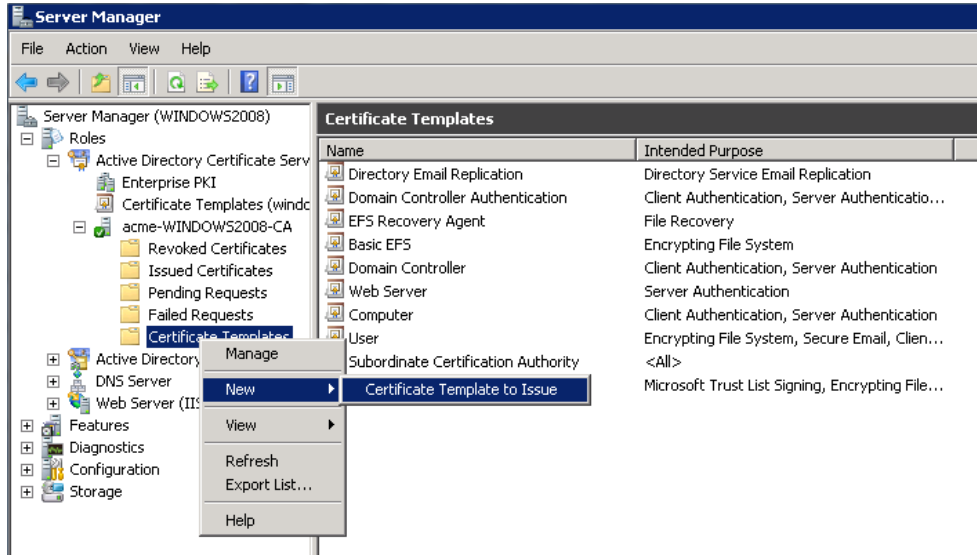 Server Manager
File Action View Help
Server Manager (WINDOWS2008)
Roles
Active Directory Certificate Serv
Enterprise PKI
Certificate Templates (windc
acme-WINDOWS2008-CA
Revoked Certificates
Issued Certificates
Pending Requests
Failed Requests
Certificate Templates
Active Directory
DNS Server
Web Server (IIS
Features
Diagnostics
Configuration
Storage
Manage
New
View
Refresh
Export List...
Help
Certificate Template to Issue
Certificate Templates
Name Intended Purpose
Directory Email Replication Directory Service Email Replication
Domain Controller Authentication Client Authentication, Server Authenticatio...
EFS Recovery Agent File Recovery
Basic EFS Encrypting File System
Domain Controller Client Authentication, Server Authentication
Web Server Server Authentication
Computer Client Authentication, Server Authentication
User Encrypting File System, Secure Email, Clien...
Subordinate Certification Authority <All>
Microsoft Trust List Signing, Encrypting File...